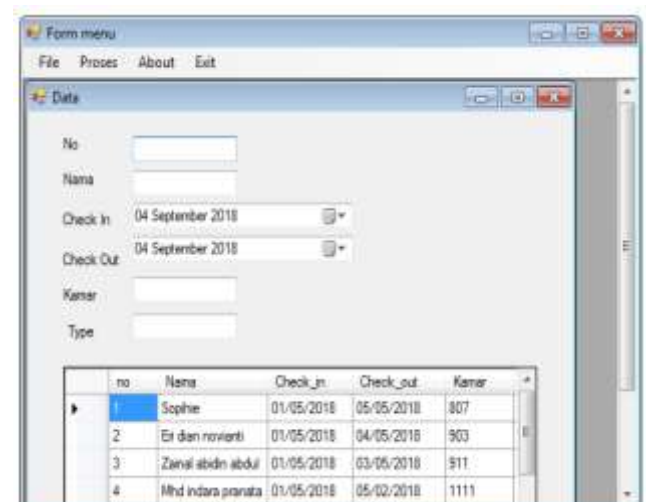 Form menu
File Proses About Exit
Data
No
Nama
Check In 04 September 2018
Check Out 04 September 2018
Kamar
Type
no Nama Check_in Check_out Kamar
1 Sophie 01/05/2018 05/05/2018 807
2 dian novianti 01/05/2018 04/05/2018 903
3 Zainal abidin abdul 01/05/2018 03/05/2018 911
4 Mhd indara pranata 01/05/2018 05/02/2018 1111